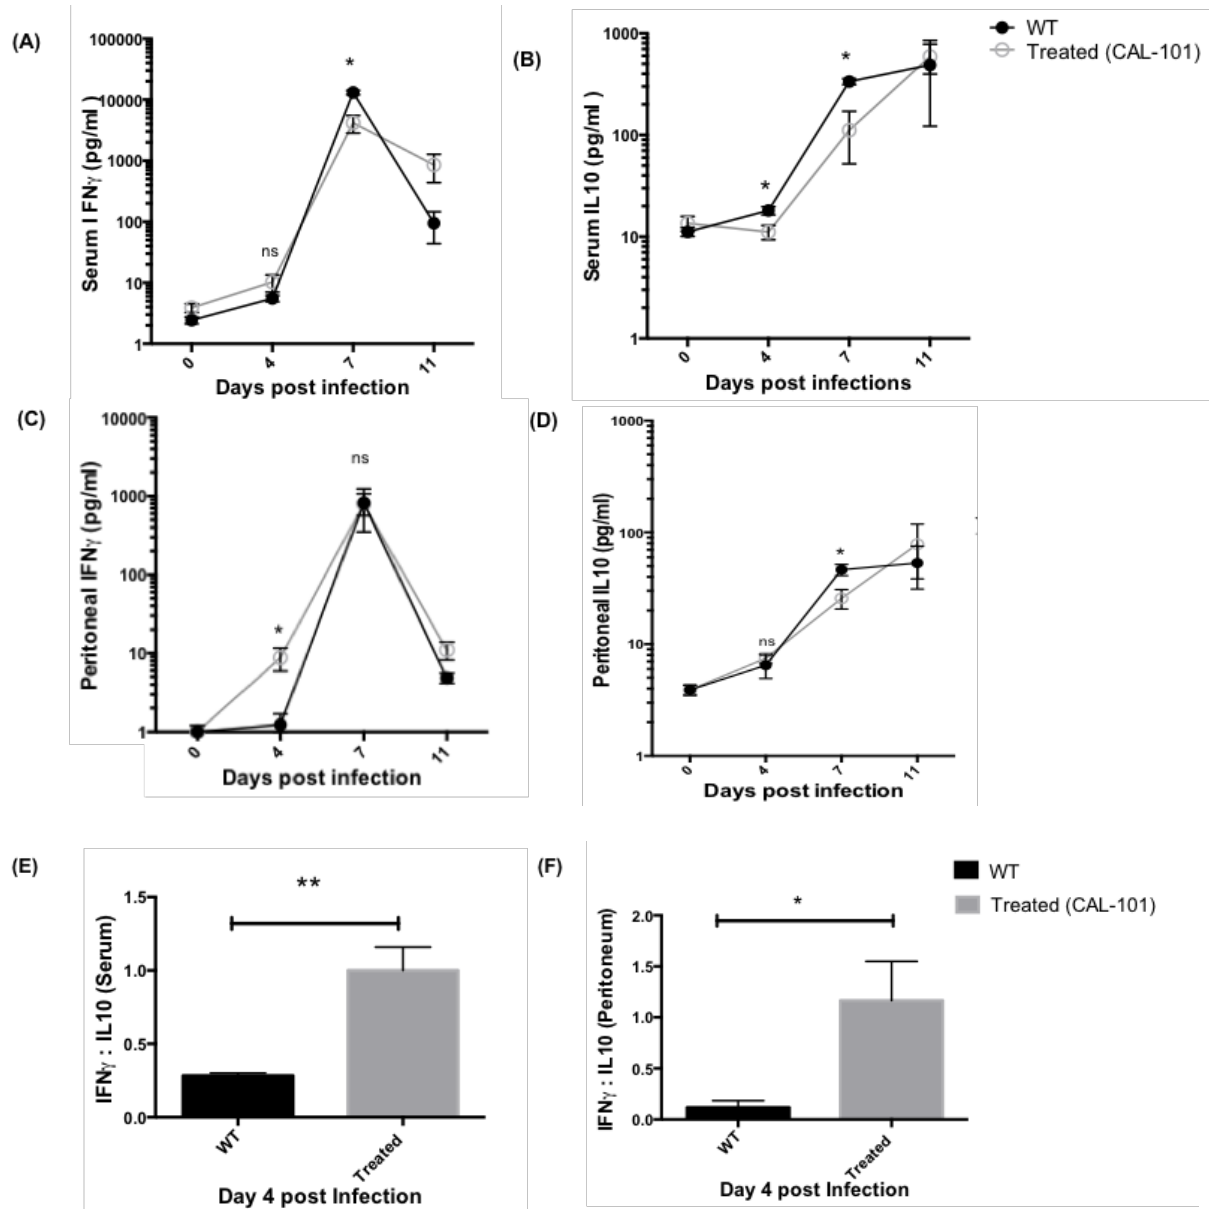 (A)
100000
10000
1000
100
10
1
Serum I FNγ (pg/ml )
ns
*
0
4
7
11
Days post infection
(B)
1000
100
10
1
Serum IL10 (pg/ml)
*
*
0
4
7
11
Days post infections
WT
Treated (CAL-101)
(C)
10000
1000
100
10
1
Peritoneal IFNγ (pg/ml)
*
ns
0
4
7
11
Days post infection
(D)
1000
100
10
1
Peritoneal IL10 (pg/ml)
ns
*
0
4
7
11
Days post infection
(E)
1.5
1.0
0.5
0.0
IFNγ : IL10 (Serum)
**
WT
Treated
Day 4 post Infection
(F)
2.0
1.5
1.0
0.5
0.0
IFNγ : IL10 (Peritoneum)
*
WT
Treated
Day 4 post Infection
WT
Treated (CAL-101)